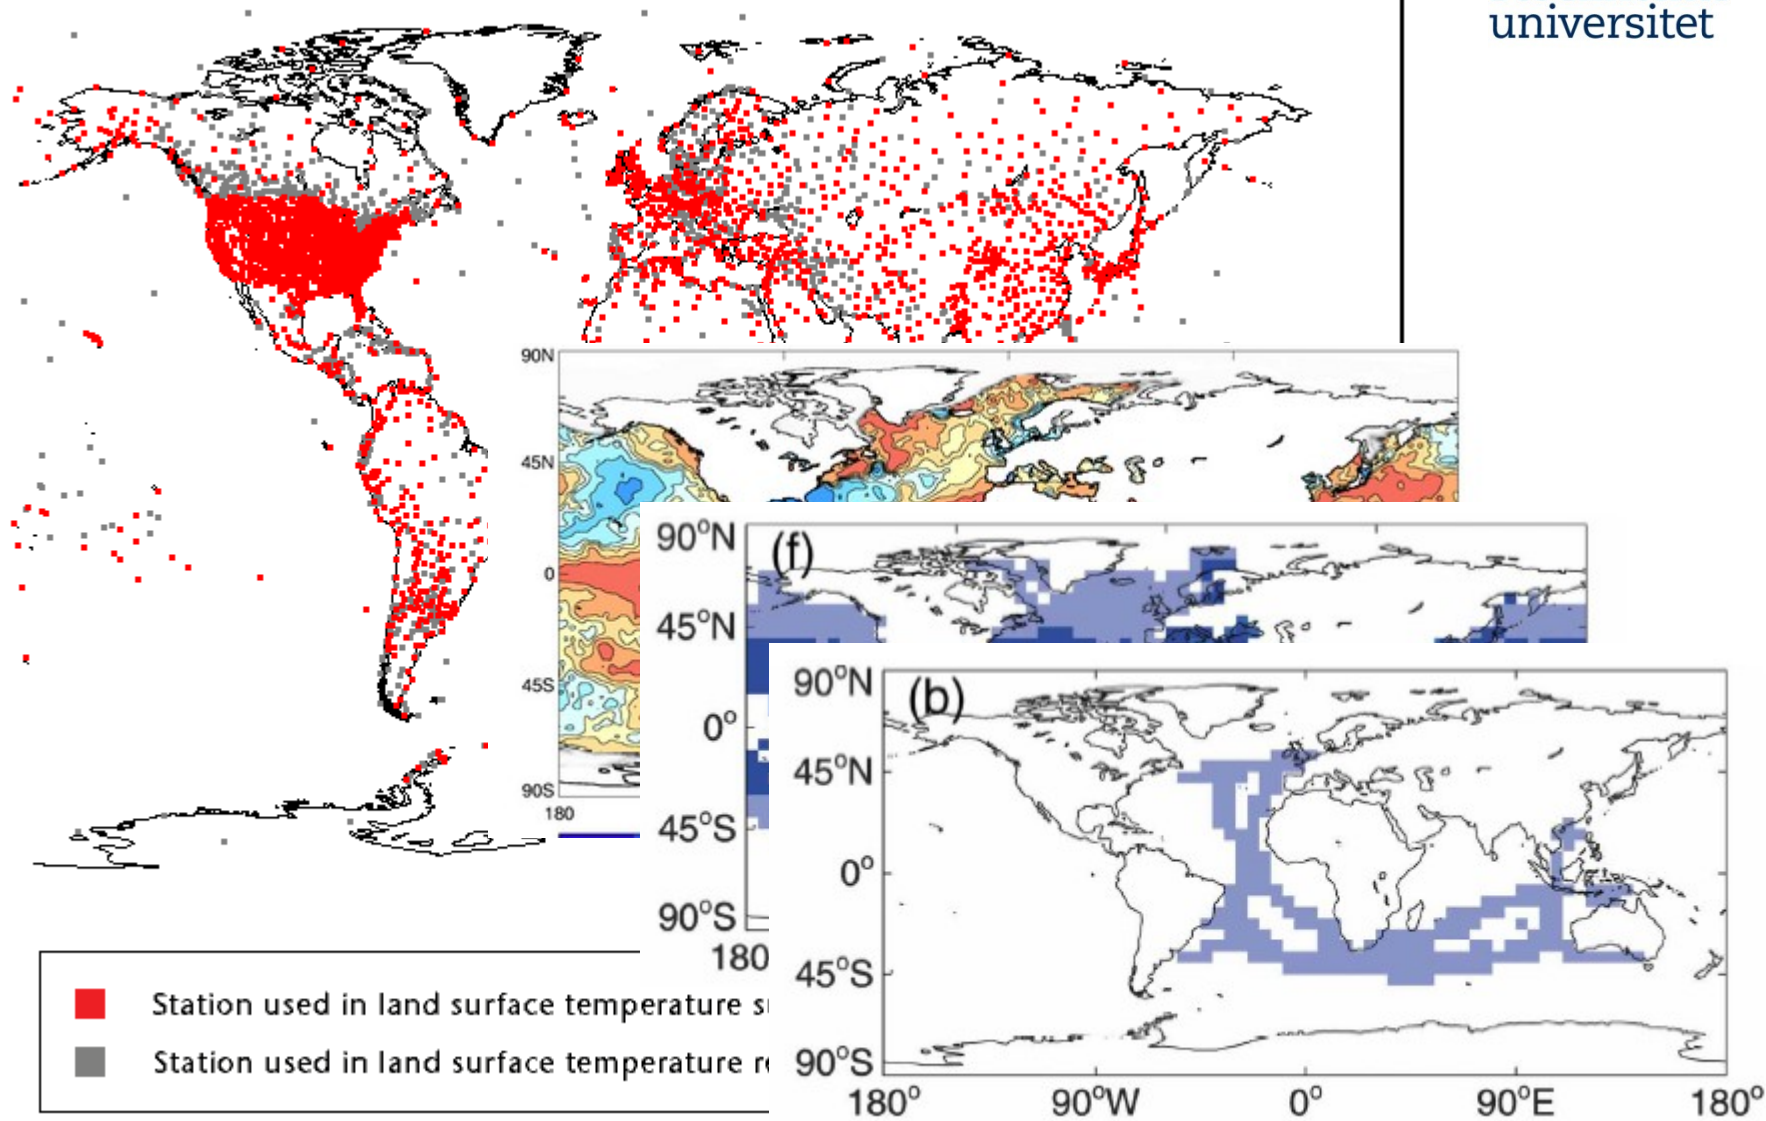 universitet
90N
45N
0
45S
90S
180
90°N
(f)
45°N
0°
45°S
90°S
180
90°N
(b)
45°N
0°
45°S
90°S
180°
90°W
0°
90°E
180°
Station used in land surface temperature
Station used in land surface temperature